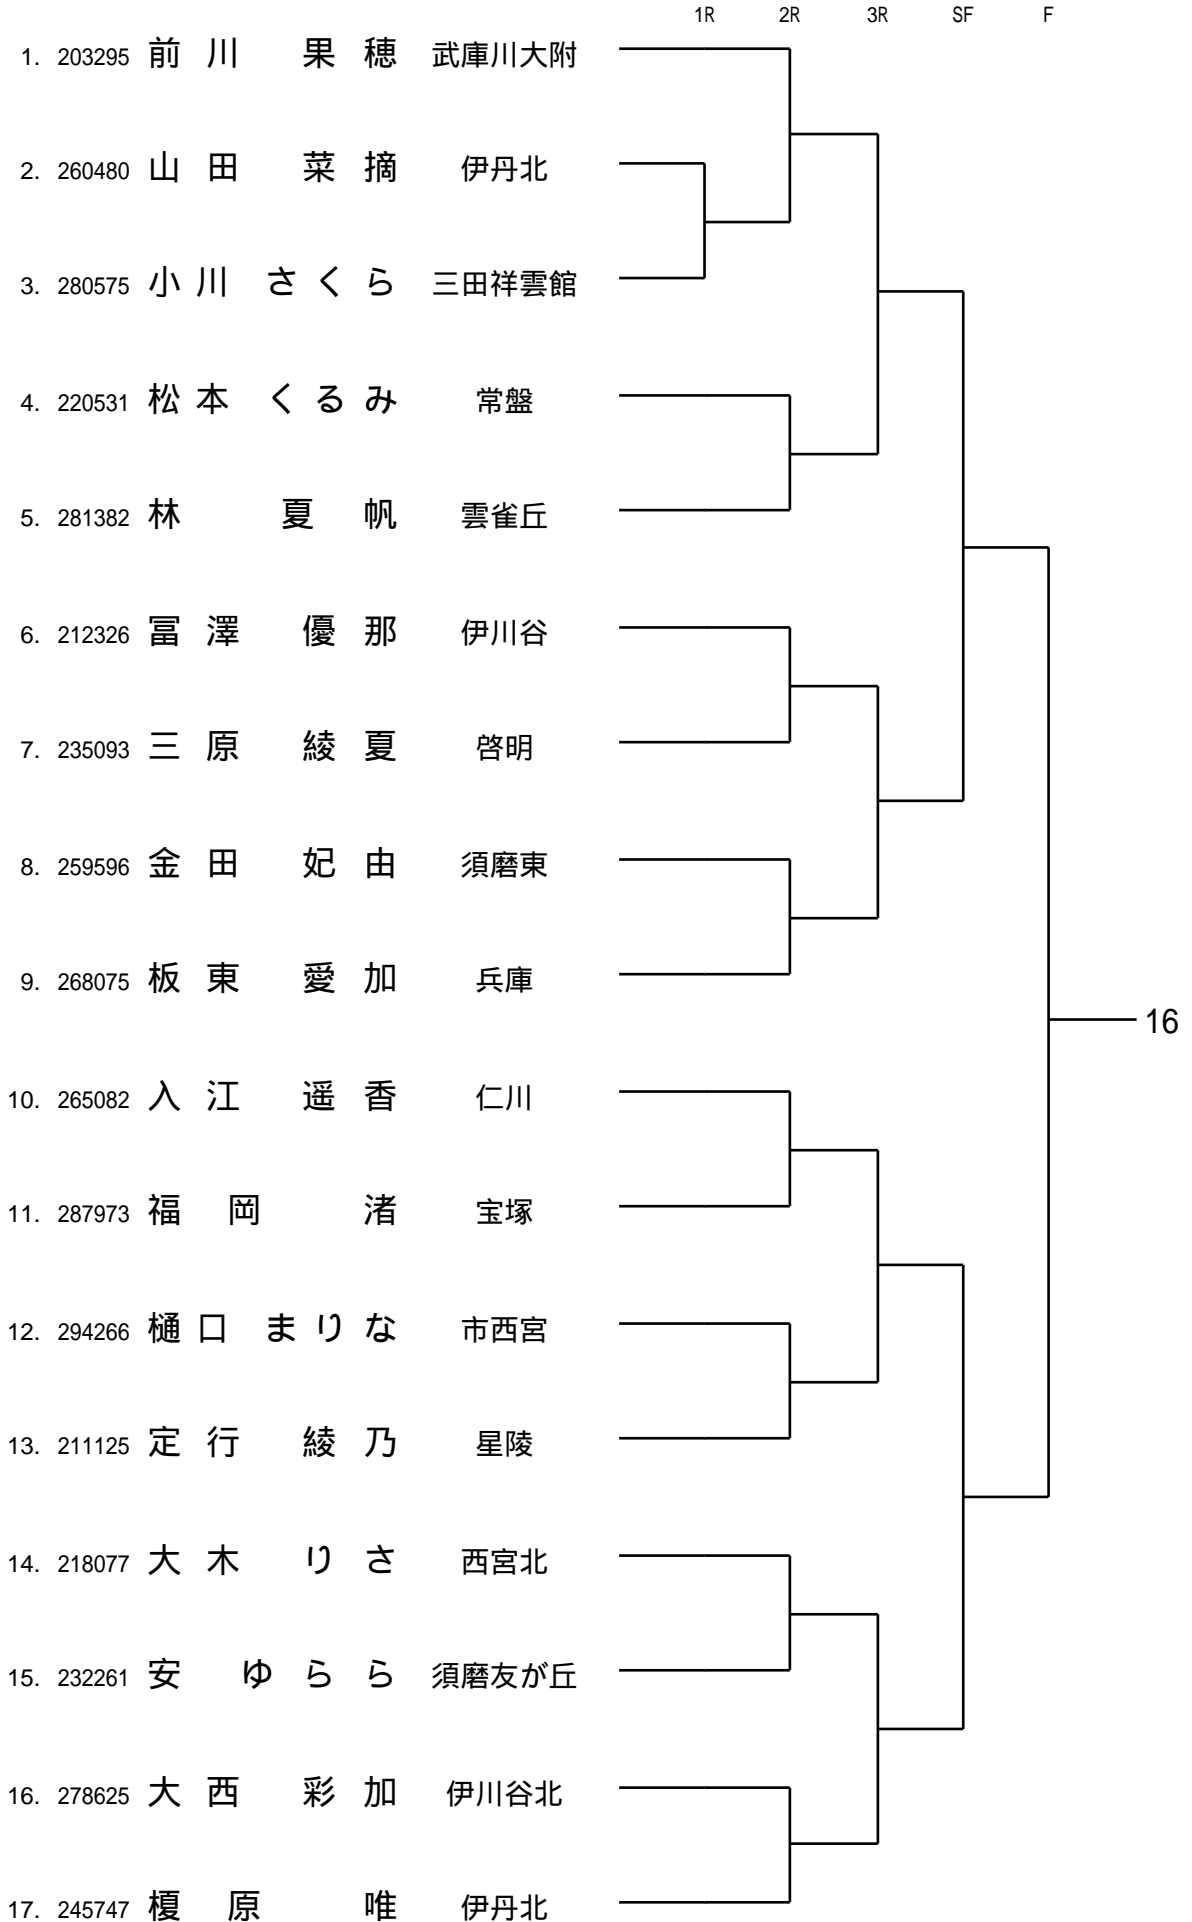 1R 2R 3R SF F
1. 203295 前川 果穂 武庫川大附
2. 260480 山田 菜摘 伊丹北
3. 280575 小川 さくら 三田祥雲館
4. 220531 松本 くるみ 常盤
5. 281382 林 夏帆 雲雀丘
6. 212326 冨澤 優那 伊川谷
7. 235093 三原 綾夏 啓明
8. 259596 金田 妃由 須磨東
9. 268075 板東 愛加 兵庫
16
10. 265082 入江 遥香 仁川
11. 287973 福岡 渚 宝塚
12. 294266 樋口 まりな 市西宮
13. 211125 定行 綾乃 星陵
14. 218077 大木 りさ 西宮北
15. 232261 安 ゆらら 須磨友が丘
16. 278625 大西 彩加 伊川谷北
17. 245747 榎原 唯 伊丹北